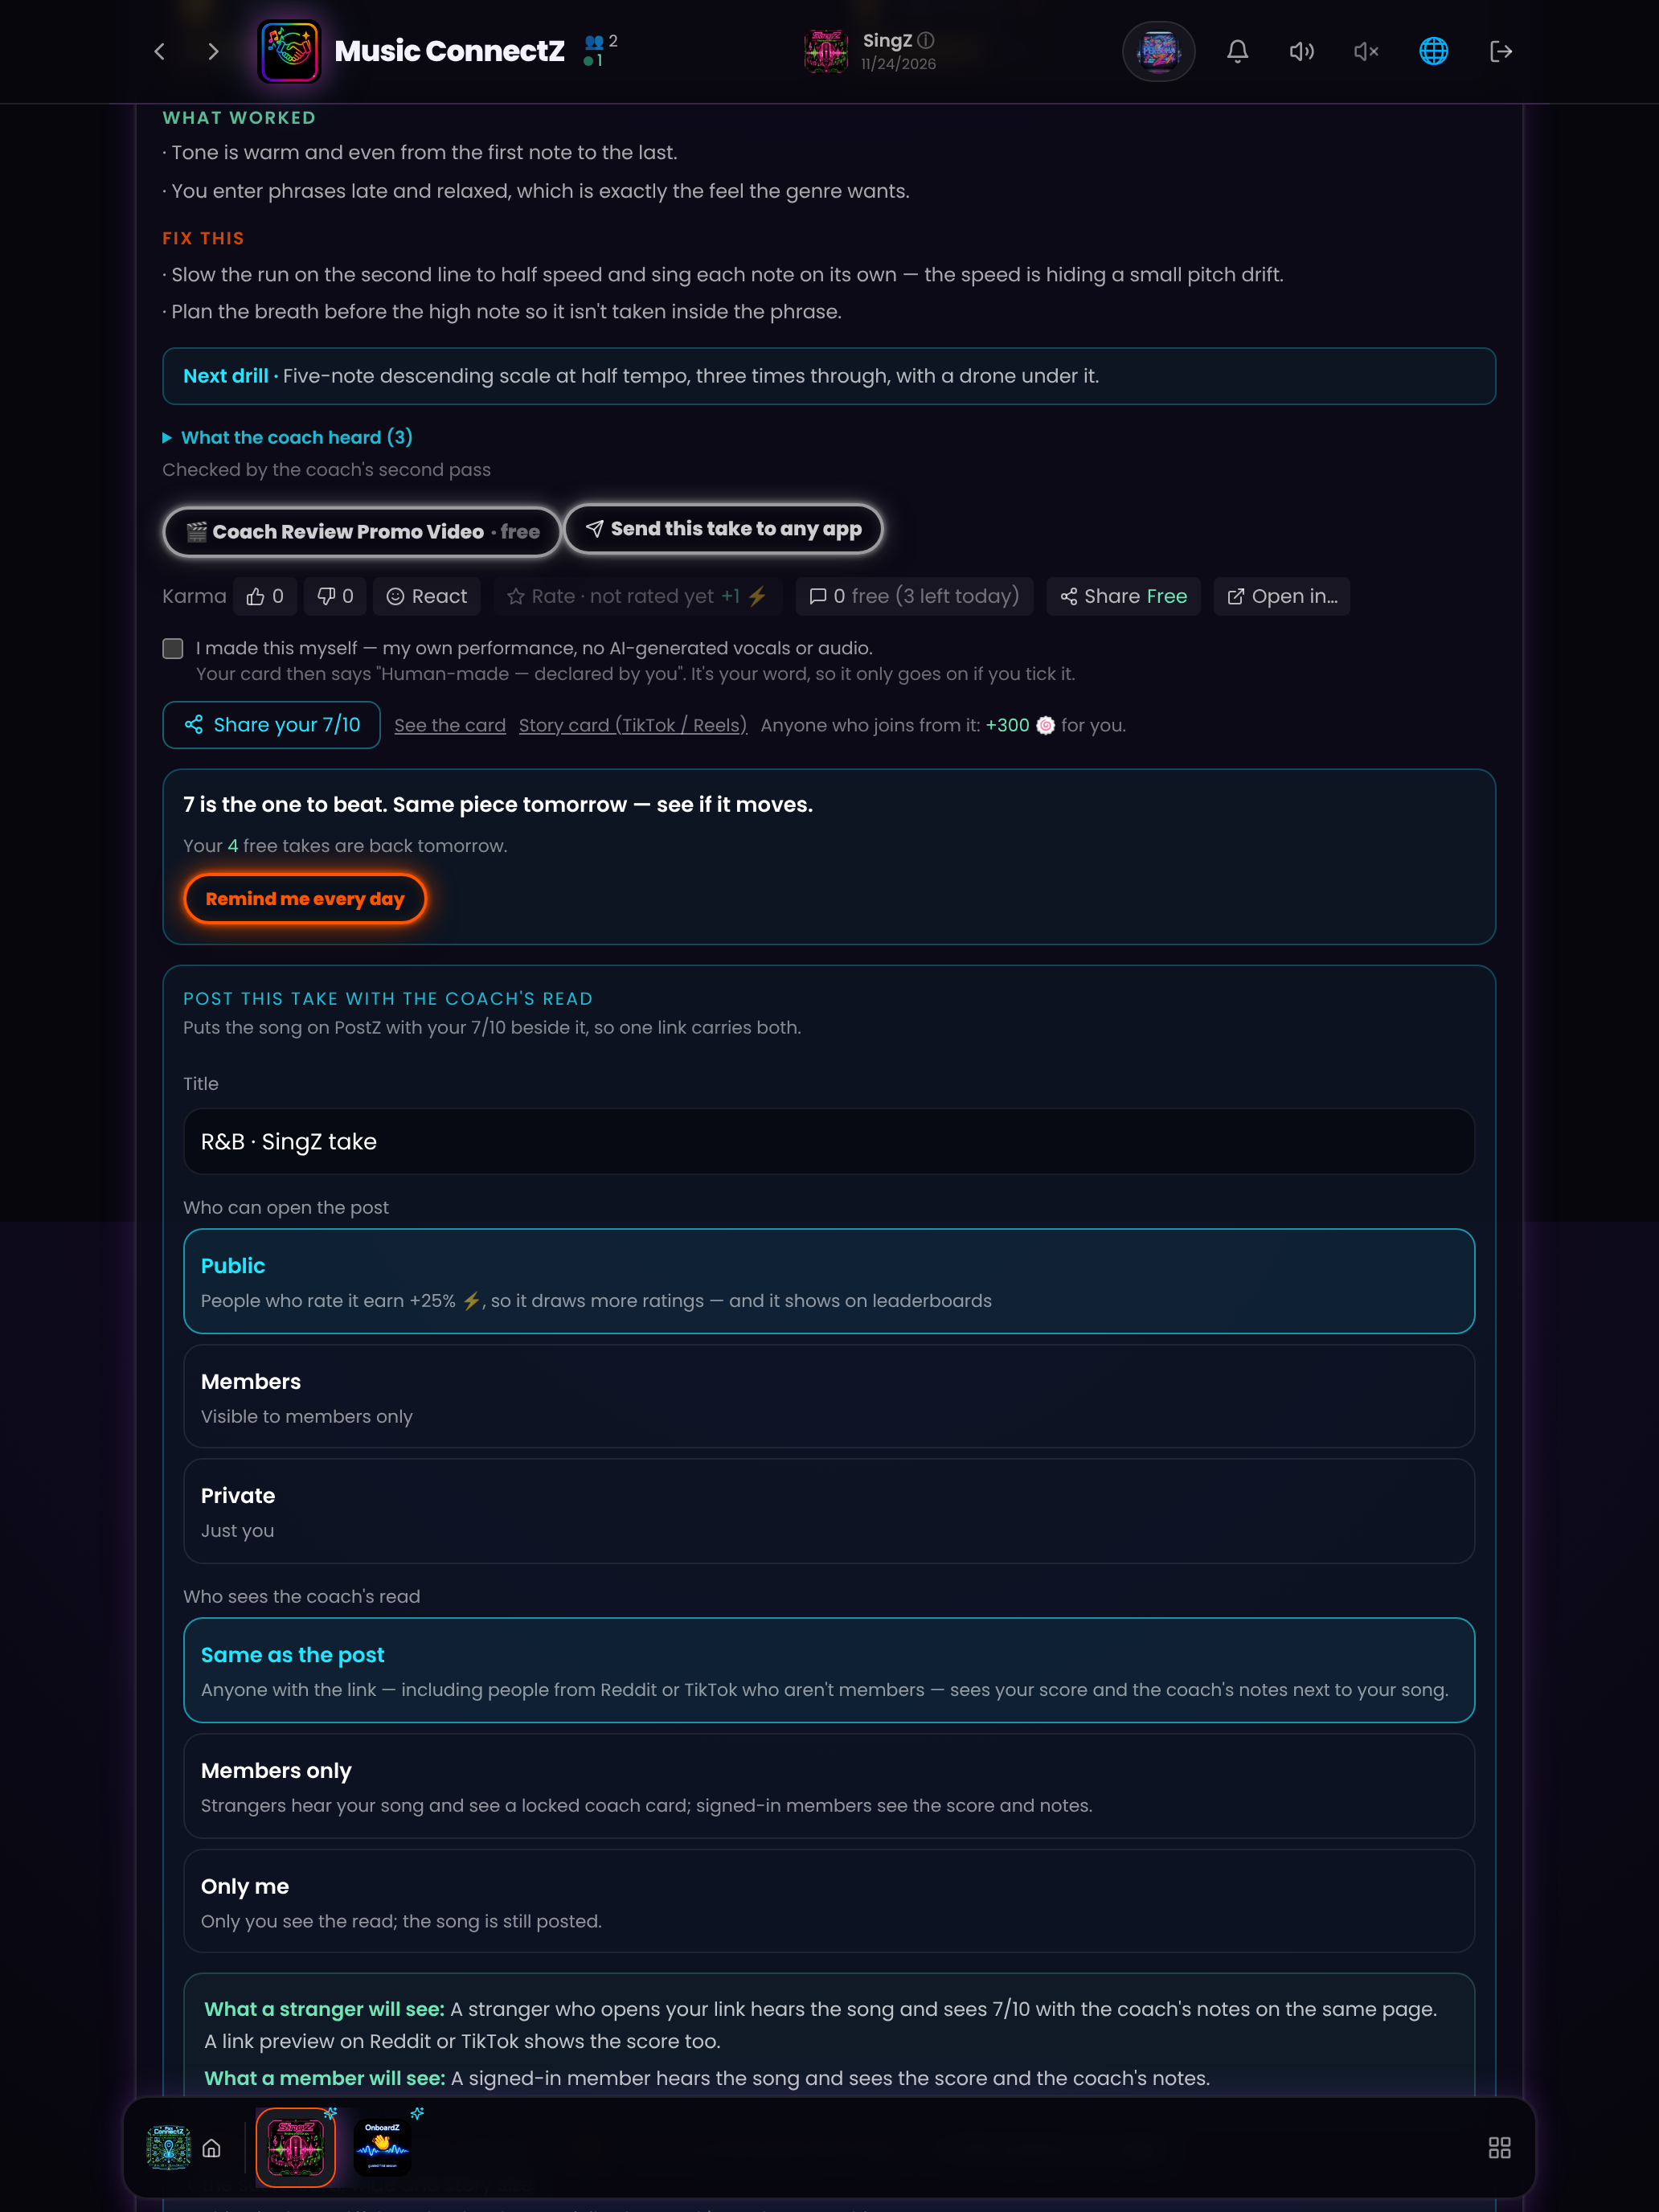 Music ConnectZ
2
1
SingZ
11/24/2026
WHAT WORKED
· Tone is warm and even from the first note to the last.
· You enter phrases late and relaxed, which is exactly the feel the genre wants.
FIX THIS
· Slow the run on the second line to half speed and sing each note on its own — the speed is hiding a small pitch drift.
· Plan the breath before the high note so it isn't taken inside the phrase.
Next drill · Five-note descending scale at half tempo, three times through, with a drone under it.
What the coach heard (3)
Checked by the coach's second pass
Coach Review Promo Video · free
Send this take to any app
Karma 0 0 React Rate · not rated yet +1 ⚡ 0 free (3 left today) Share Free Open in...
I made this myself — my own performance, no AI-generated vocals or audio.
Your card then says "Human-made — declared by you". It's your word, so it only goes on if you tick it.
Share your 7/10 See the card Story card (TikTok / Reels) Anyone who joins from it: +300 🍥 for you.
7 is the one to beat. Same piece tomorrow — see if it moves.
Your 4 free takes are back tomorrow.
Remind me every day
POST THIS TAKE WITH THE COACH'S READ
Puts the song on PostZ with your 7/10 beside it, so one link carries both.
Title
R&B · SingZ take
Who can open the post
Public
People who rate it earn +25% ⚡, so it draws more ratings — and it shows on leaderboards
Members
Visible to members only
Private
Just you
Who sees the coach's read
Same as the post
Anyone with the link — including people from Reddit or TikTok who aren't members — sees your score and the coach's notes next to your song.
Members only
Strangers hear your song and see a locked coach card; signed-in members see the score and notes.
Only me
Only you see the read; the song is still posted.
What a stranger will see: A stranger who opens your link hears the song and sees 7/10 with the coach's notes on the same page.
A link preview on Reddit or TikTok shows the score too.
What a member will see: A signed-in member hears the song and sees the score and the coach's notes.
ConnectZ
SingZ
OnboardZ